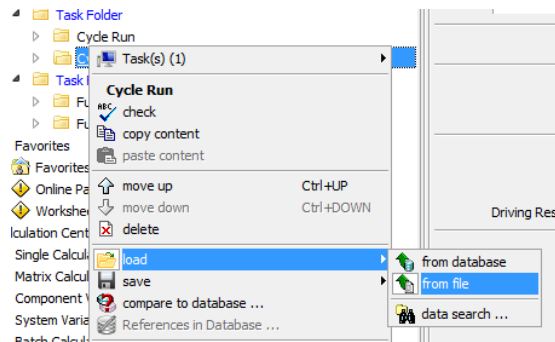 Task Folder
Cycle Run
Task(s) (1)
Task
Cycle Run
check
copy content
paste content
Favorites
Favorites
move up Ctrl+UP
Online Pa
move down Ctrl+DOWN
Workshe
Driving Res
delete
lculation Cent
Single Calcul
load
from database
Matrix Calcul
save
from file
Component
compare to database ...
data search ...
System Varia
References in Database ...
Batch Calcul